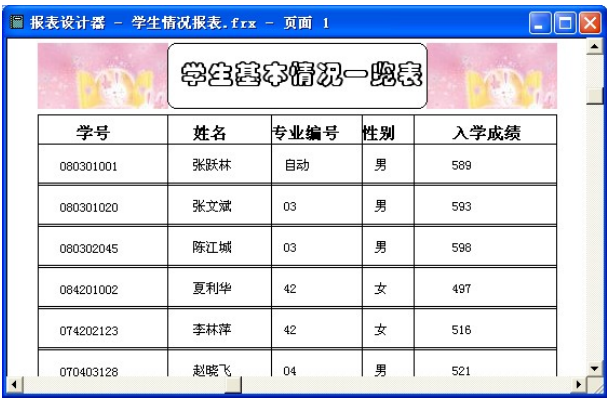 报表设计器 - 学生情况报表.frx - 页面 1
学生基本情况一览表
学号 姓名 专业编号 性别 入学成绩
080301001 张跃林 自动 男 589
080301020 张文斌 03 男 593
080302045 陈江城 03 男 598
084201002 夏利华 42 女 497
074202123 李林萍 42 女 516
070403128 赵晓飞 04 男 521